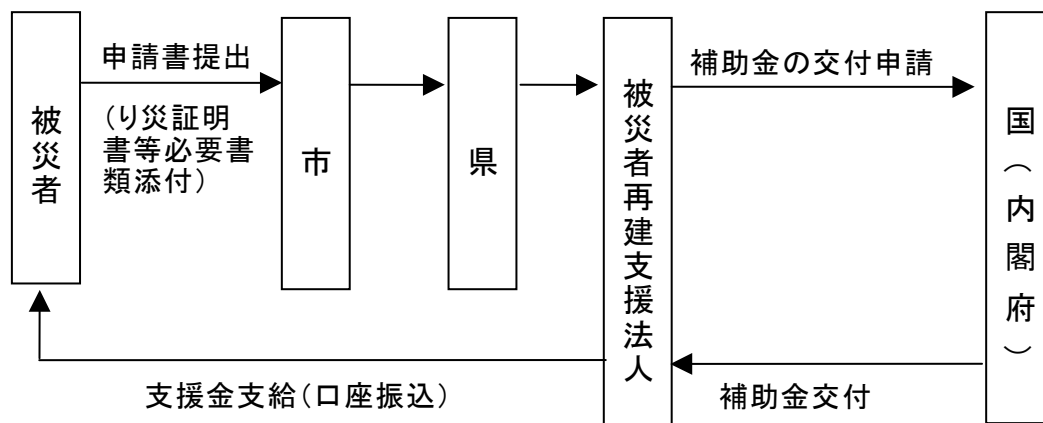 被災者
申請書提出
（り災証明
書等必要書
類添付）
市
県
被災者再建支援法人
補助金の交付申請
国（内閣府）
支援金支給（口座振込）
補助金交付